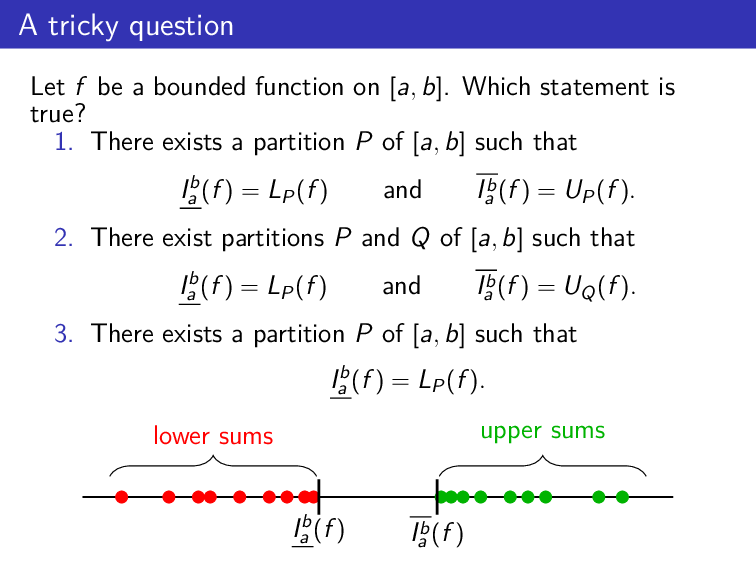 A tricky question
Let f be a bounded function on [a, b]. Which statement is
true?
1. There exists a partition P of [a, b] such that
$\underline{I_a^b}(f) = L_P(f)$ and $\overline{I_a^b}(f) = U_P(f).$
2. There exist partitions P and Q of [a, b] such that
$\underline{I_a^b}(f) = L_P(f)$ and $\overline{I_a^b}(f) = U_Q(f).$
3. There exists a partition P of [a, b] such that
$\underline{I_a^b}(f) = L_P(f).$
lower sums upper sums
$\underline{I_a^b}(f)$ $\overline{I_a^b}(f)$